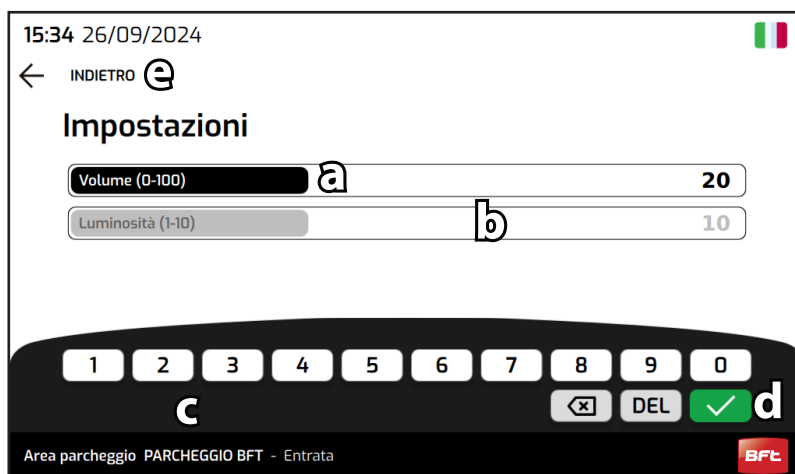 15:34 26/09/2024
INDIETRO e
Impostazioni
Volume (0-100) a 20
Luminosità (1-10) b 10
1 2 3 4 5 6 7 8 9 0
c DEL d
Area parcheggio PARCHEGGIO BFT - Entrata BFt